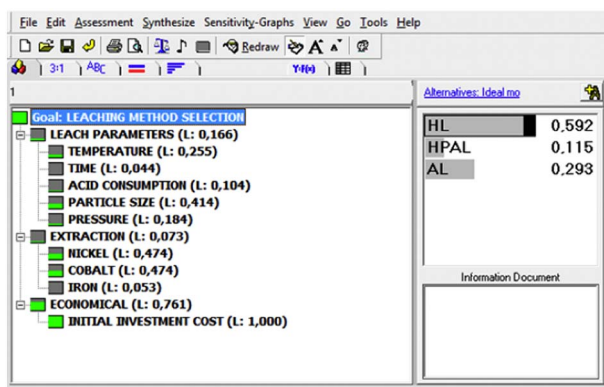 File Edit Assessment Synthesize Sensitivity-Graphs View Go Tools Help
Redraw
3:1 ABC Y:F(x)
1
Alternatives: Ideal mo
Goal: LEACHING METHOD SELECTION
LEACH PARAMETERS (L: 0,166)
TEMPERATURE (L: 0,255)
TIME (L: 0,044)
ACID CONSUMPTION (L: 0,104)
PARTICLE SIZE (L: 0,414)
PRESSURE (L: 0,184)
EXTRACTION (L: 0,073)
NICKEL (L: 0,474)
COBALT (L: 0,474)
IRON (L: 0,053)
ECONOMICAL (L: 0,761)
INITIAL INVESTMENT COST (L: 1,000)
HL 0,592
HPAL 0,115
AL 0,293
Information Document